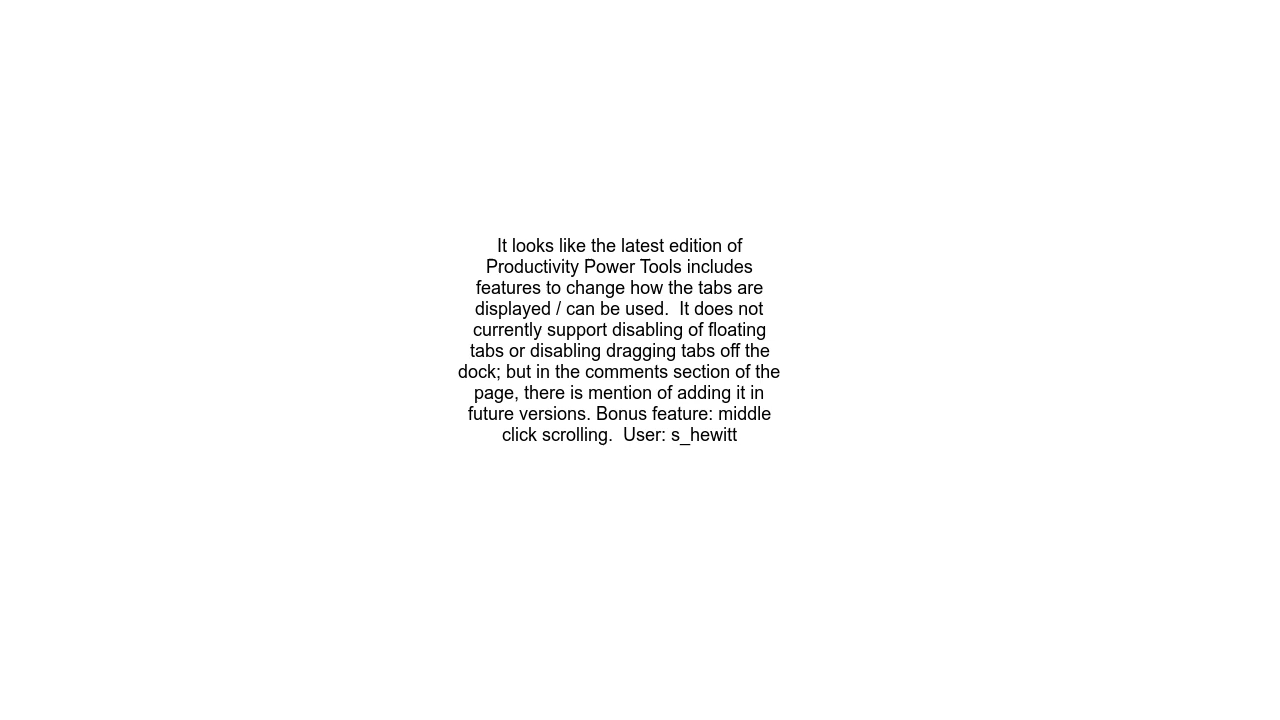 It looks like the latest edition of
Productivity Power Tools includes
features to change how the tabs are
displayed / can be used.  It does not
currently support disabling of floating
tabs or disabling dragging tabs off the
dock; but in the comments section of the
page, there is mention of adding it in
future versions. Bonus feature: middle
click scrolling.  User: s_hewitt